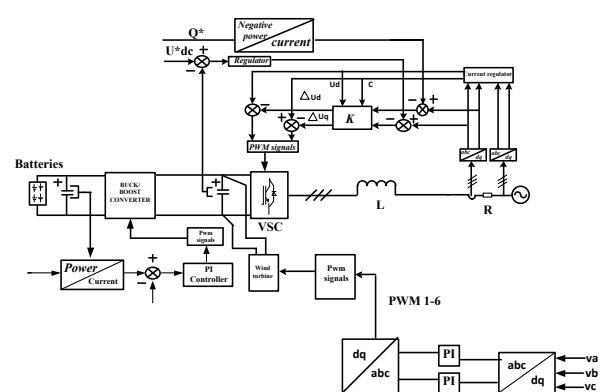 Q*
Negative
power
current
U*dc
+
−
Regulator
Ud
C
Current regulator
△Ud
−
−
+
+
−
△Uq
K
−
+
PWM signals
abc
dq
abc
dq
Batteries
+
BUCK/
BOOST
CONVERTER
+
VSC
L
R
Pwm
signals
Power
Current
+
−
PI
Controller
Wind
turbine
Pwm
signals
PWM 1-6
dq
abc
PI
PI
abc
dq
va
vb
vc